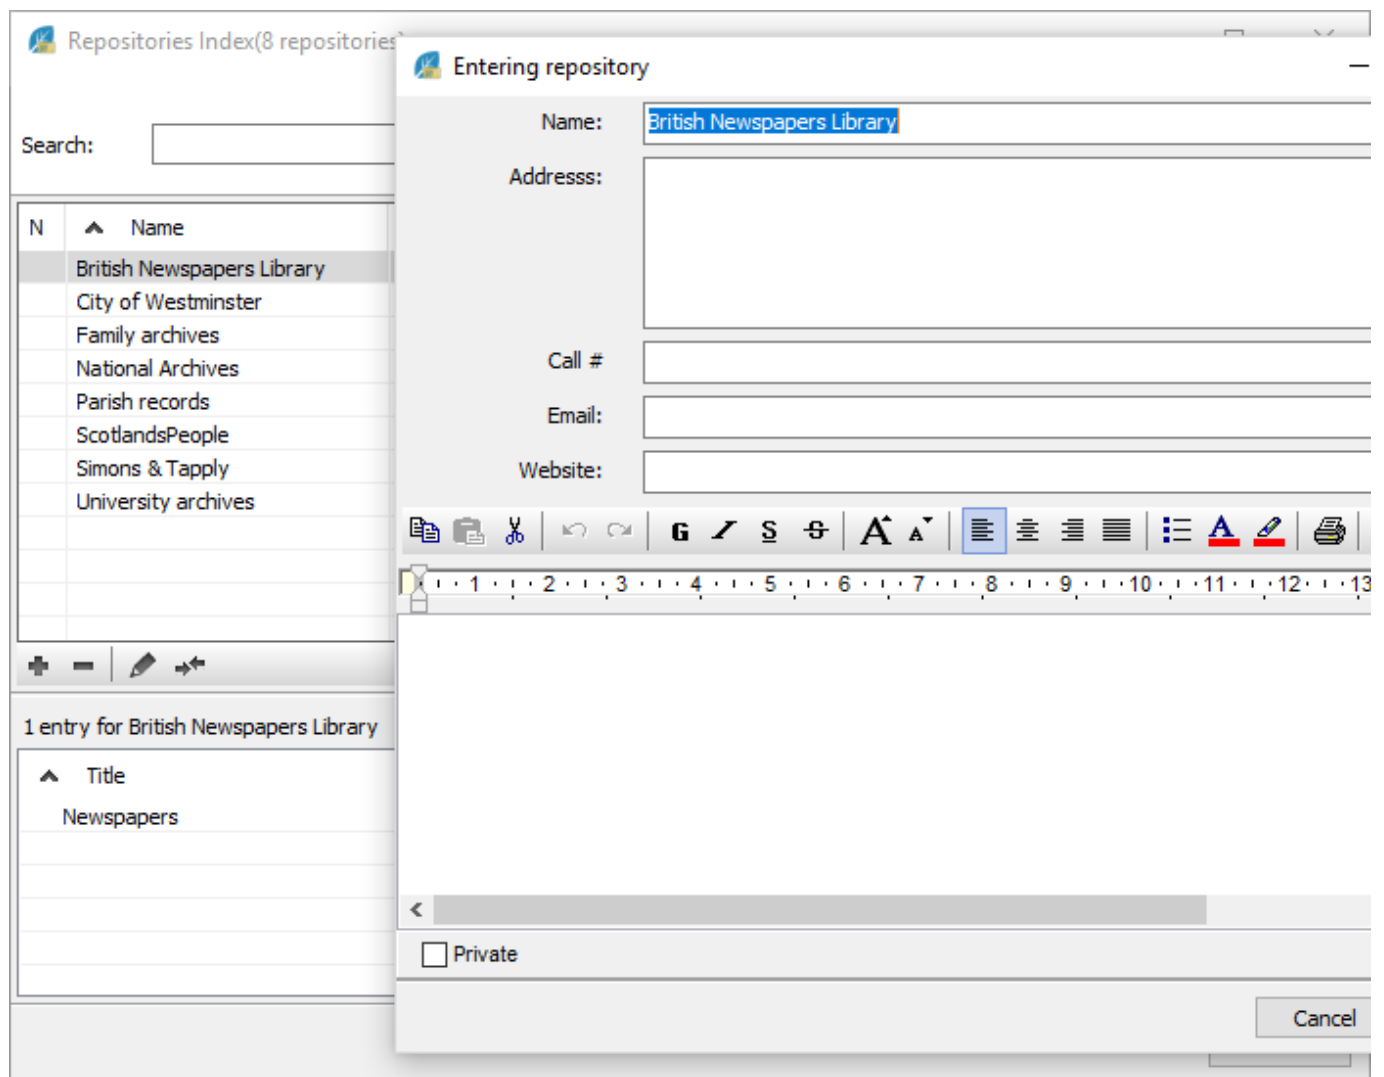 Repositories Index(8 repositories)
Search:
N Name
British Newspapers Library
City of Westminster
Family archives
National Archives
Parish records
ScotlandsPeople
Simons & Tapply
University archives
1 entry for British Newspapers Library
Title
Newspapers
Entering repository
Name: British Newspapers Library
Addresss:
Call #
Email:
Website:
G I S S A A A
1 2 3 4 5 6 7 8 9 10 11 12 13
Private
Cancel